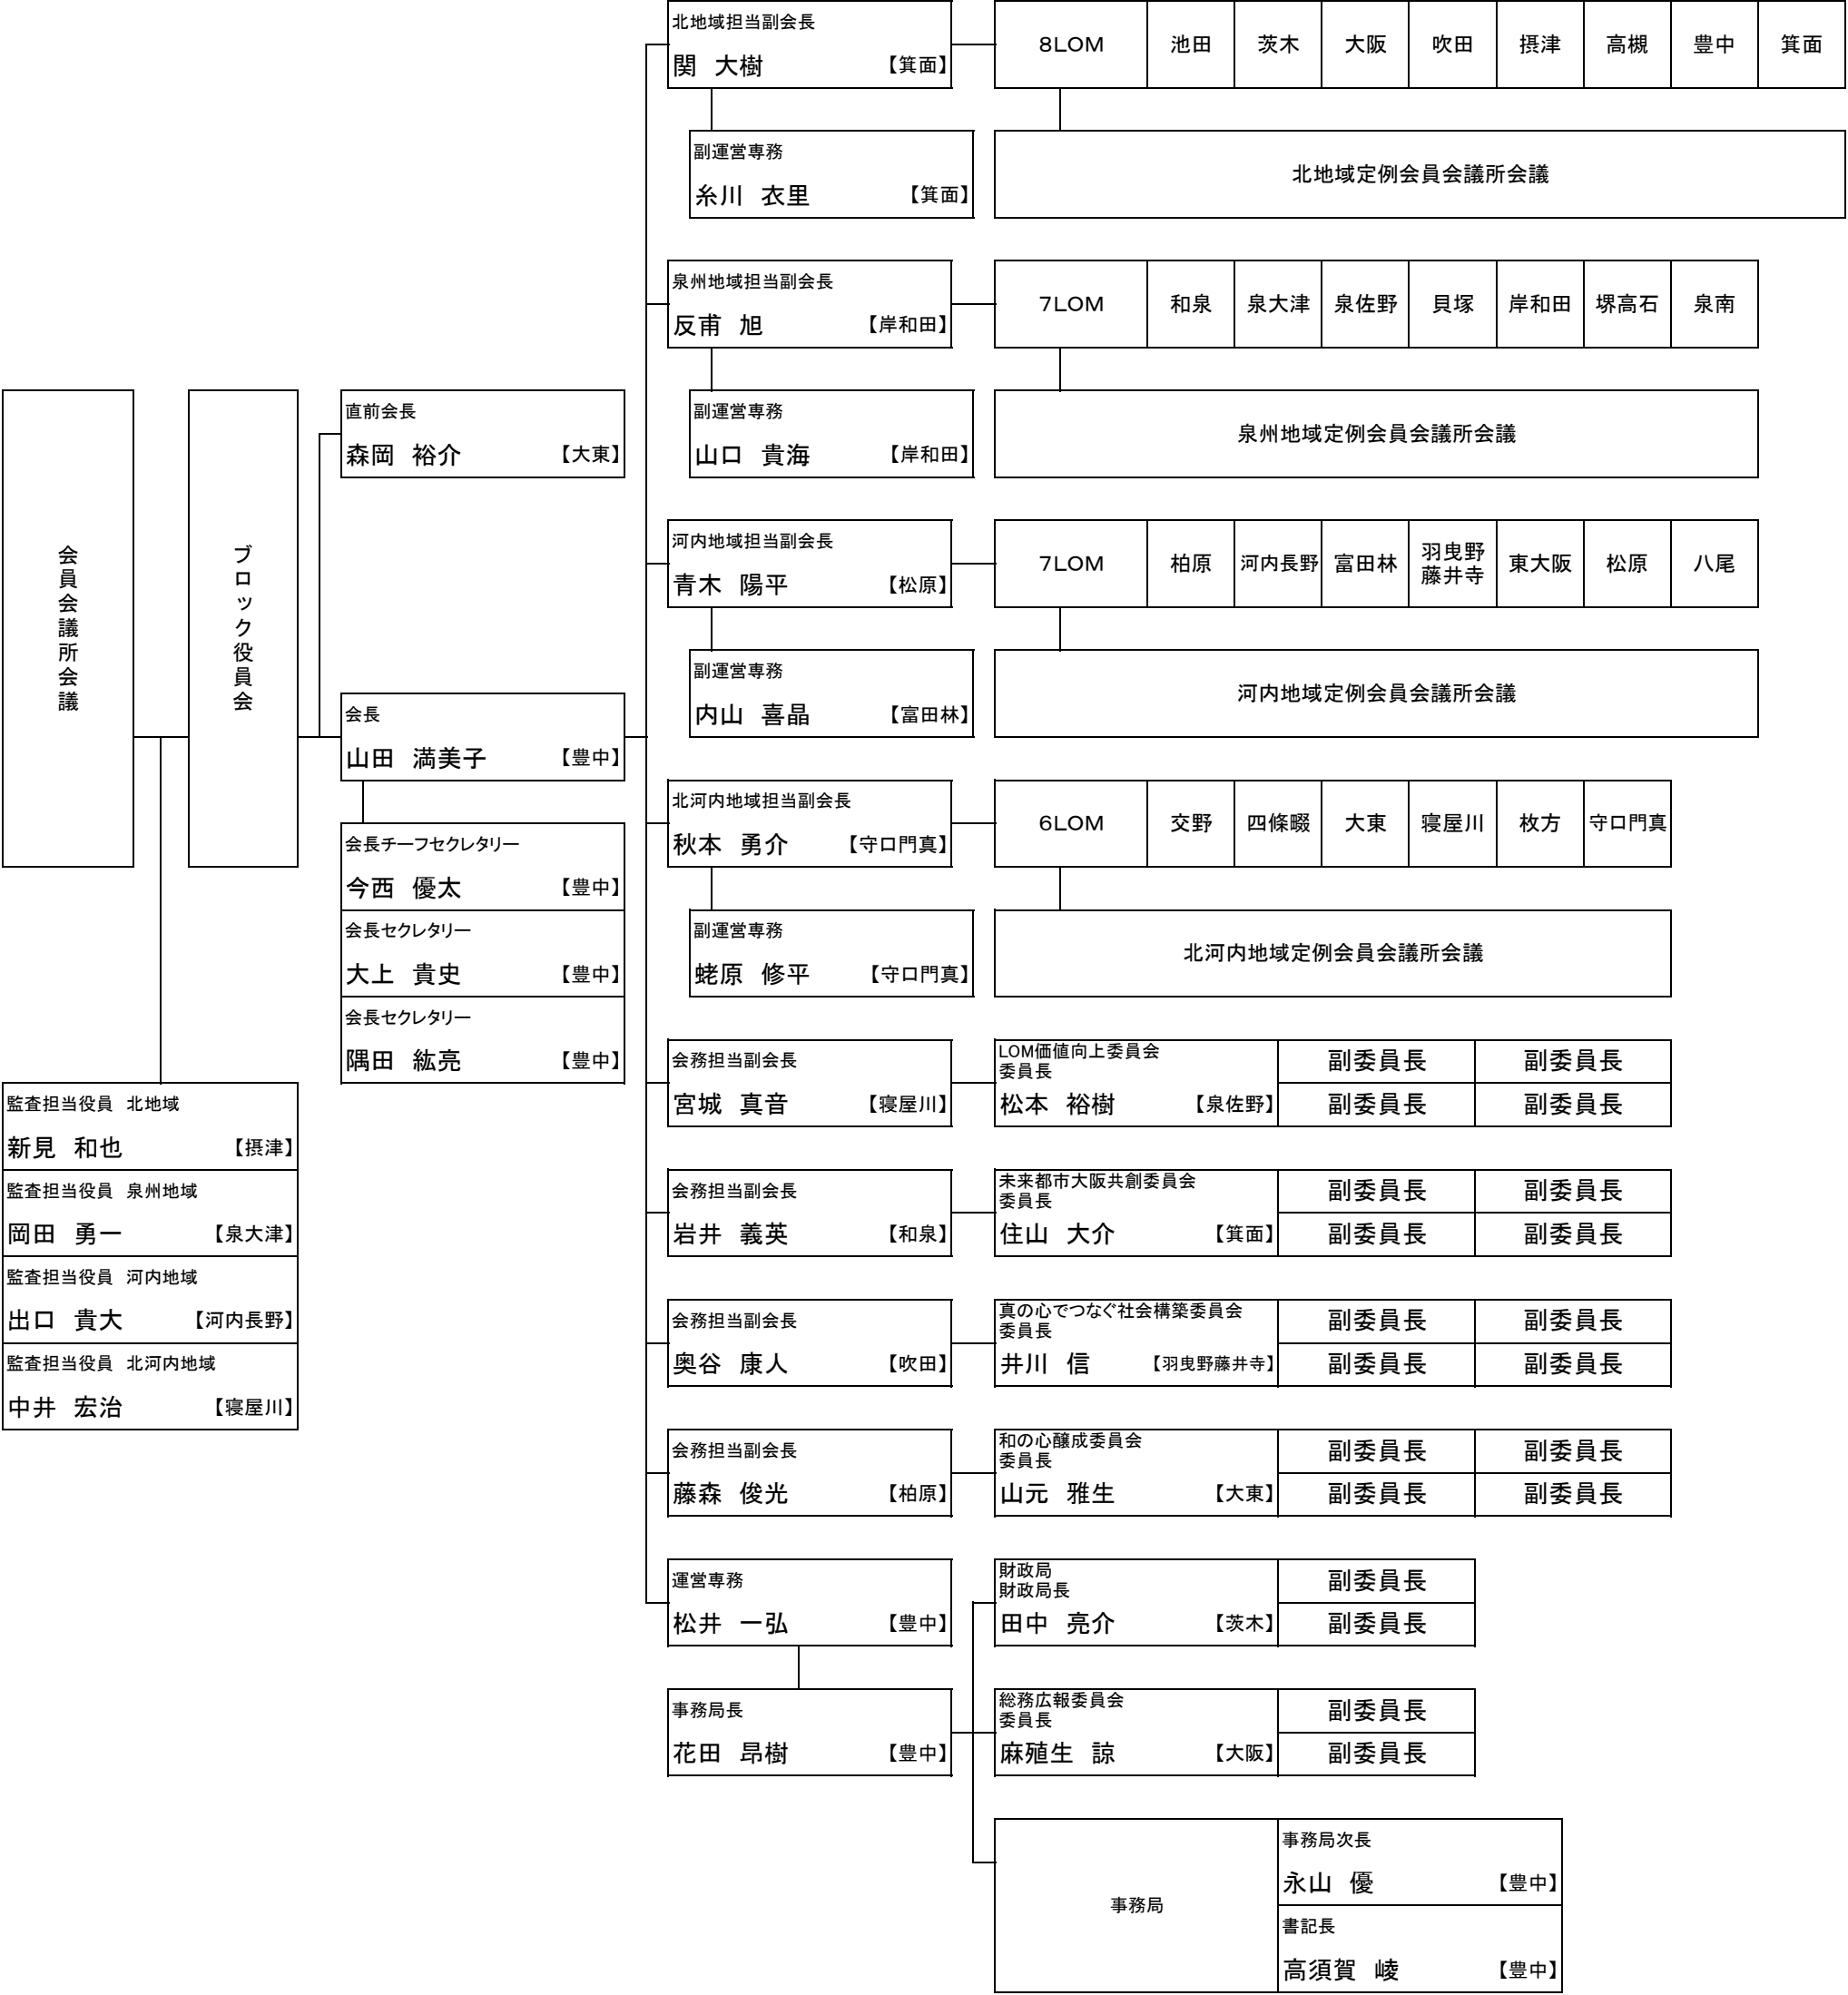 北地域担当副会長
関 大樹 【箕面】
8LOM 池田 茨木 大阪 吹田 摂津 高槻 豊中 箕面
副運営専務
糸川 衣里 【箕面】
北地域定例会員会議所会議
泉州地域担当副会長
反甫 旭 【岸和田】
7LOM 和泉 泉大津 泉佐野 貝塚 岸和田 堺高石 泉南
副運営専務
山口 貴海 【岸和田】
泉州地域定例会員会議所会議
会員会議所会議
ブロック役員会
直前会長
森岡 裕介 【大東】
河内地域担当副会長
青木 陽平 【松原】
7LOM 柏原 河内長野 富田林 羽曳野 藤井寺 東大阪 松原 八尾
副運営専務
内山 喜晶 【富田林】
河内地域定例会員会議所会議
会長
山田 満美子 【豊中】
会長チーフセクレタリー
今西 優太 【豊中】
会長セクレタリー
大上 貴史 【豊中】
会長セクレタリー
隅田 紘亮 【豊中】
北河内地域担当副会長
秋本 勇介 【守口門真】
6LOM 交野 四條畷 大東 寝屋川 枚方 守口門真
副運営専務
蛯原 修平 【守口門真】
北河内地域定例会員会議所会議
監査担当役員 北地域
新見 和也 【摂津】
監査担当役員 泉州地域
岡田 勇一 【泉大津】
監査担当役員 河内地域
出口 貴大 【河内長野】
監査担当役員 北河内地域
中井 宏治 【寝屋川】
会務担当副会長
宮城 真音 【寝屋川】
LOM価値向上委員会
委員長
松本 裕樹 【泉佐野】
副委員長 副委員長
副委員長 副委員長
会務担当副会長
岩井 義英 【和泉】
未来都市大阪共創委員会
委員長
住山 大介 【箕面】
副委員長 副委員長
副委員長 副委員長
会務担当副会長
奥谷 康人 【吹田】
真の心でつなぐ社会構築委員会
委員長
井川 信 【羽曳野藤井寺】
副委員長 副委員長
副委員長 副委員長
会務担当副会長
藤森 俊光 【柏原】
和の心醸成委員会
委員長
山元 雅生 【大東】
副委員長 副委員長
副委員長 副委員長
運営専務
松井 一弘 【豊中】
財政局
財政局長
田中 亮介 【茨木】
副委員長
副委員長
事務局長
花田 昂樹 【豊中】
総務広報委員会
委員長
麻殖生 諒 【大阪】
副委員長
副委員長
事務局
事務局次長
永山 優 【豊中】
書記長
高須賀 崚 【豊中】